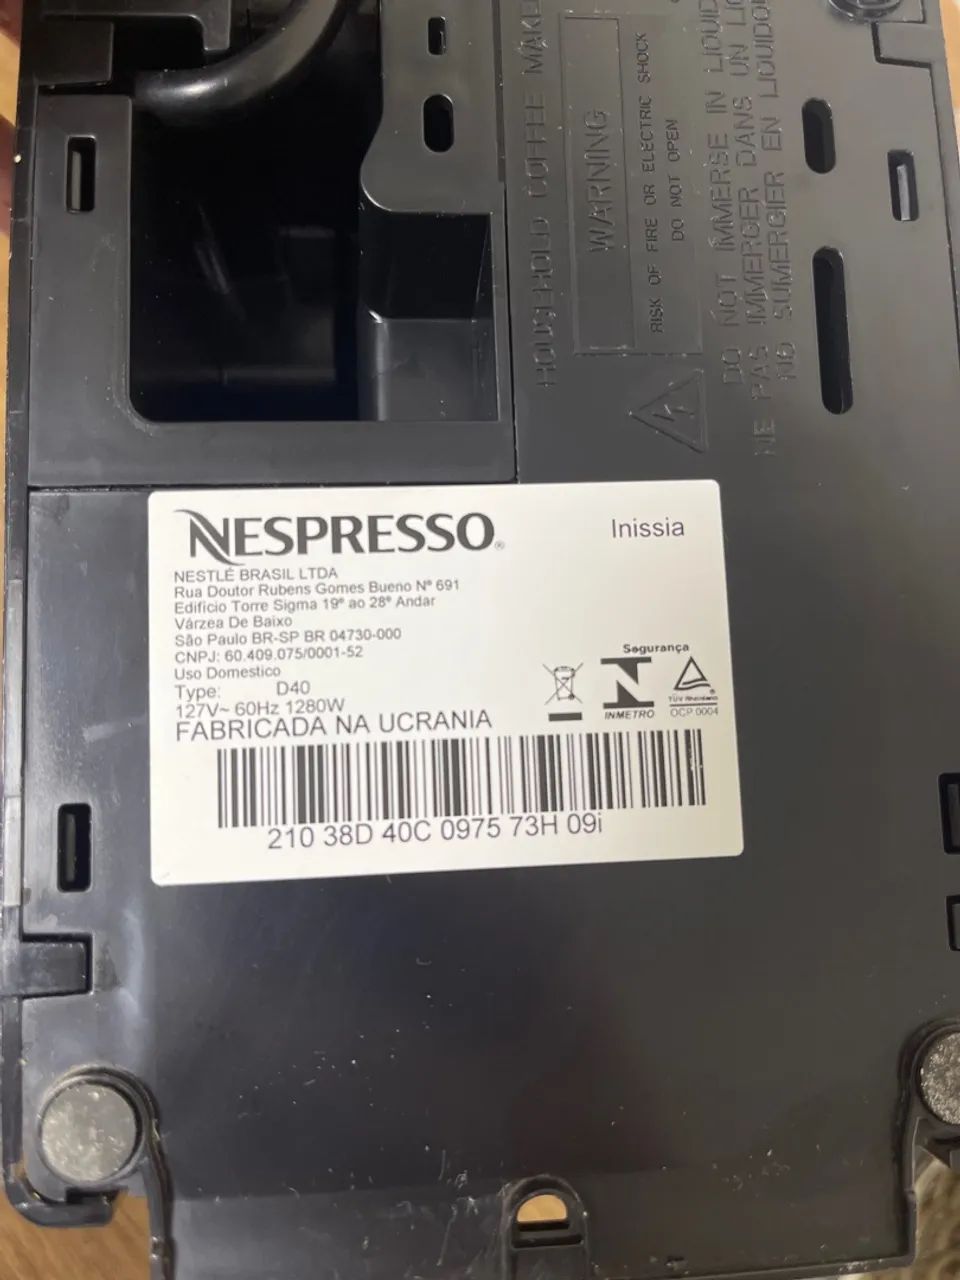 HOUSEHOLD COFFEE MAKER
WARNING
RISK OF FIRE OR ELECTRIC SHOCK
DO NOT OPEN
DO NOT IMMERSE IN LIQUID
NE PAS IMMERGER DANS UN
NO SUMERGIER EN LIQUIDO
NESPRESSO®
Inissia
NESTLÉ BRASIL LTDA
Rua Doutor Rubens Gomes Bueno Nº 691
Edificio Torre Sigma 19º ao 28º Andar
Várzea De Baixo
São Paulo BR-SP BR 04730-000
CNPJ: 60.409.075/0001-52
Uso Domestico
Type: D40
127V~ 60Hz 1280W
Segurança
INMETRO
TÜV Rheinland
OCP 0004
FABRICADA NA UCRANIA
210 38D 40C 0975 73H 09i